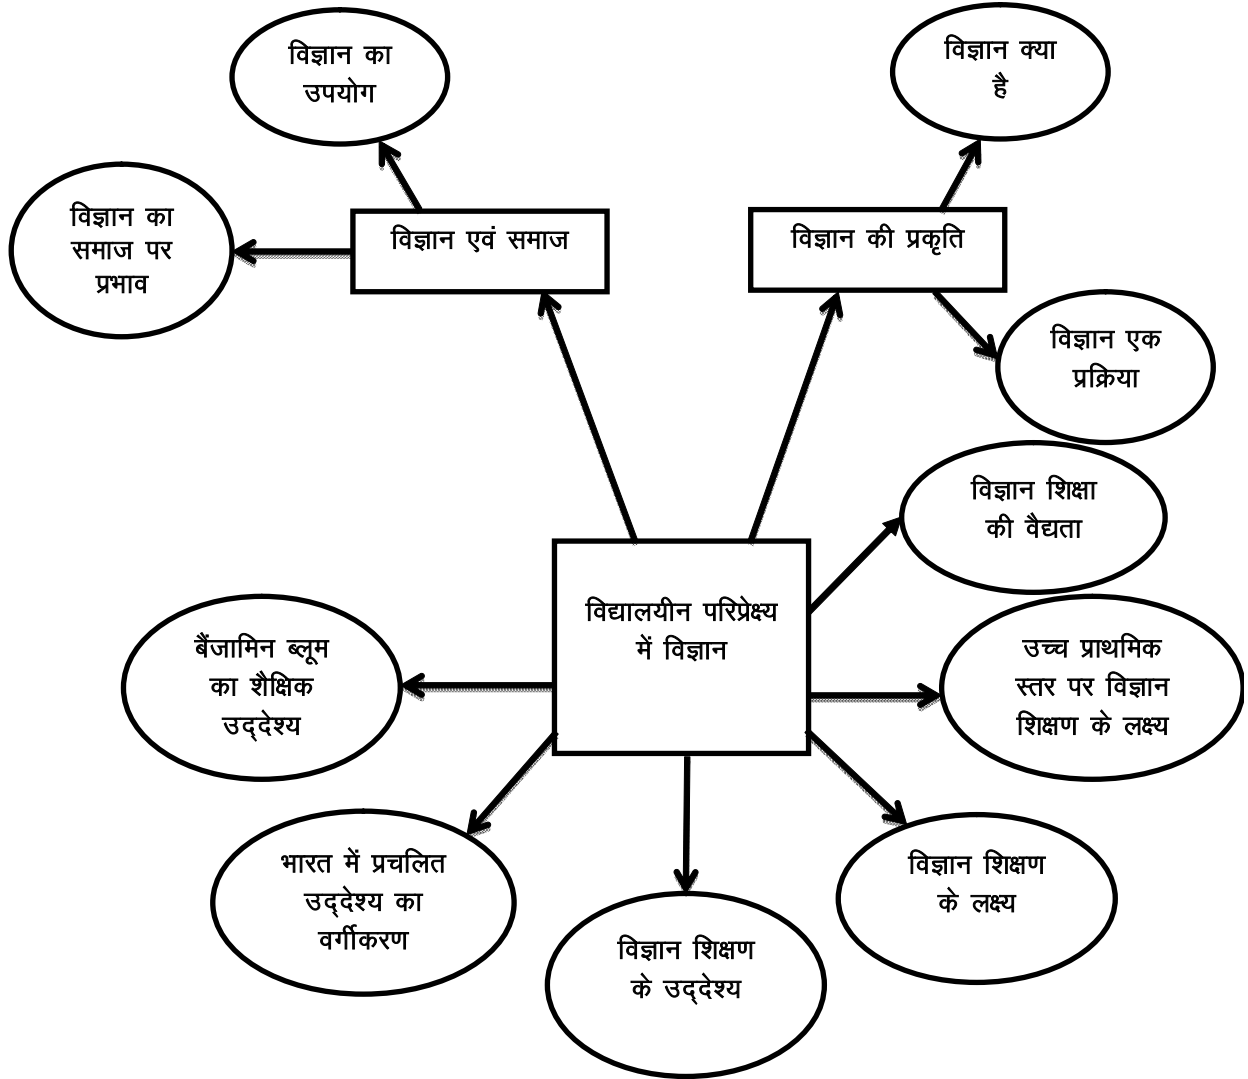 विज्ञान का
उपयोग
विज्ञान क्या
है
विज्ञान का
समाज पर
प्रभाव
विज्ञान एवं समाज
विज्ञान की प्रकृति
विज्ञान एक
प्रक्रिया
विज्ञान शिक्षा
की वैद्यता
विद्यालयीन परिप्रेक्ष्य
में विज्ञान
बैंजामिन ब्लूम
का शैक्षिक
उद्‌देश्य
उच्च प्राथमिक
स्तर पर विज्ञान
शिक्षण के लक्ष्य
भारत में प्रचलित
उद्‌देश्य का
वर्गीकरण
विज्ञान शिक्षण
के लक्ष्य
विज्ञान शिक्षण
के उद्‌देश्य